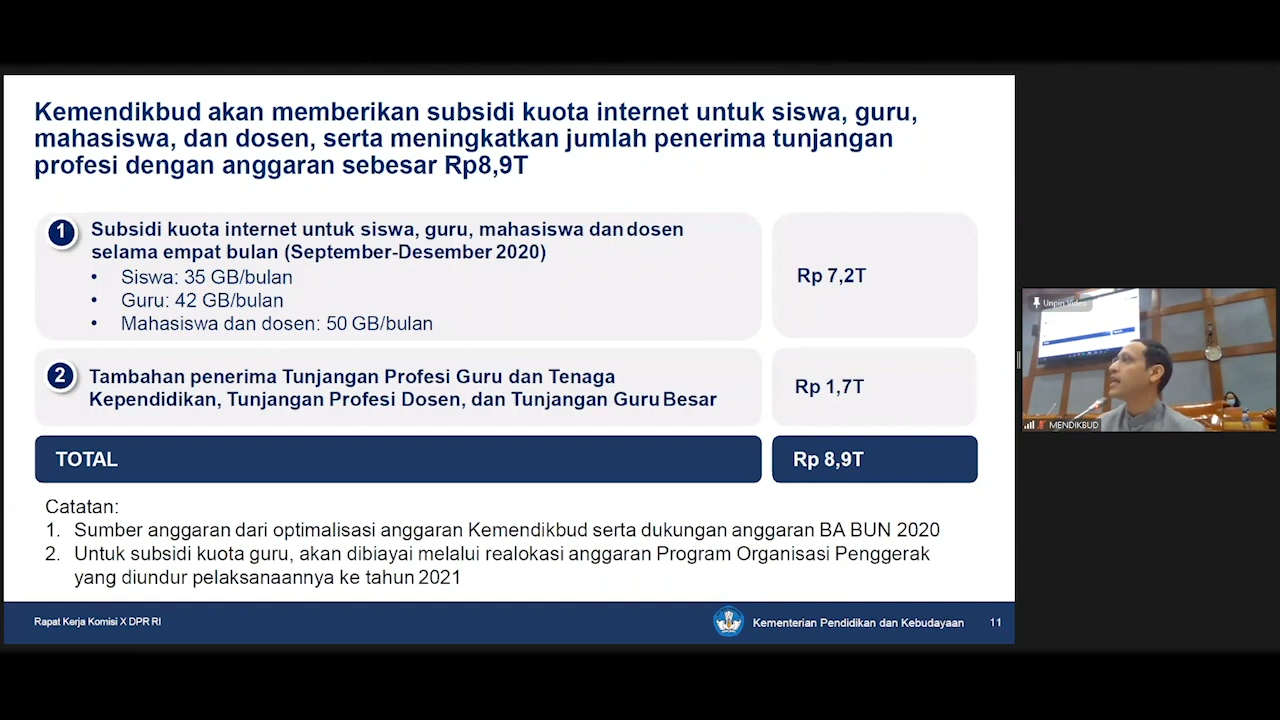 Kemendikbud akan memberikan subsidi kuota internet untuk siswa, guru,
mahasiswa, dan dosen, serta meningkatkan jumlah penerima tunjangan
profesi dengan anggaran sebesar Rp8,9T
1
Subsidi kuota internet untuk siswa, guru, mahasiswa dan dosen
selama empat bulan (September-Desember 2020)
• Siswa: 35 GB/bulan
• Guru: 42 GB/bulan
• Mahasiswa dan dosen: 50 GB/bulan
Rp 7,2T
2
Tambahan penerima Tunjangan Profesi Guru dan Tenaga
Kependidikan, Tunjangan Profesi Dosen, dan Tunjangan Guru Besar
Rp 1,7T
TOTAL
Rp 8,9T
Catatan:
1. Sumber anggaran dari optimalisasi anggaran Kemendikbud serta dukungan anggaran BA BUN 2020
2. Untuk subsidi kuota guru, akan dibiayai melalui realokasi anggaran Program Organisasi Penggerak
yang diundur pelaksanaannya ke tahun 2021
Rapat Kerja Komisi X DPR RI
Kementerian Pendidikan dan Kebudayaan
11
Unpin Video
MENDIKBUD